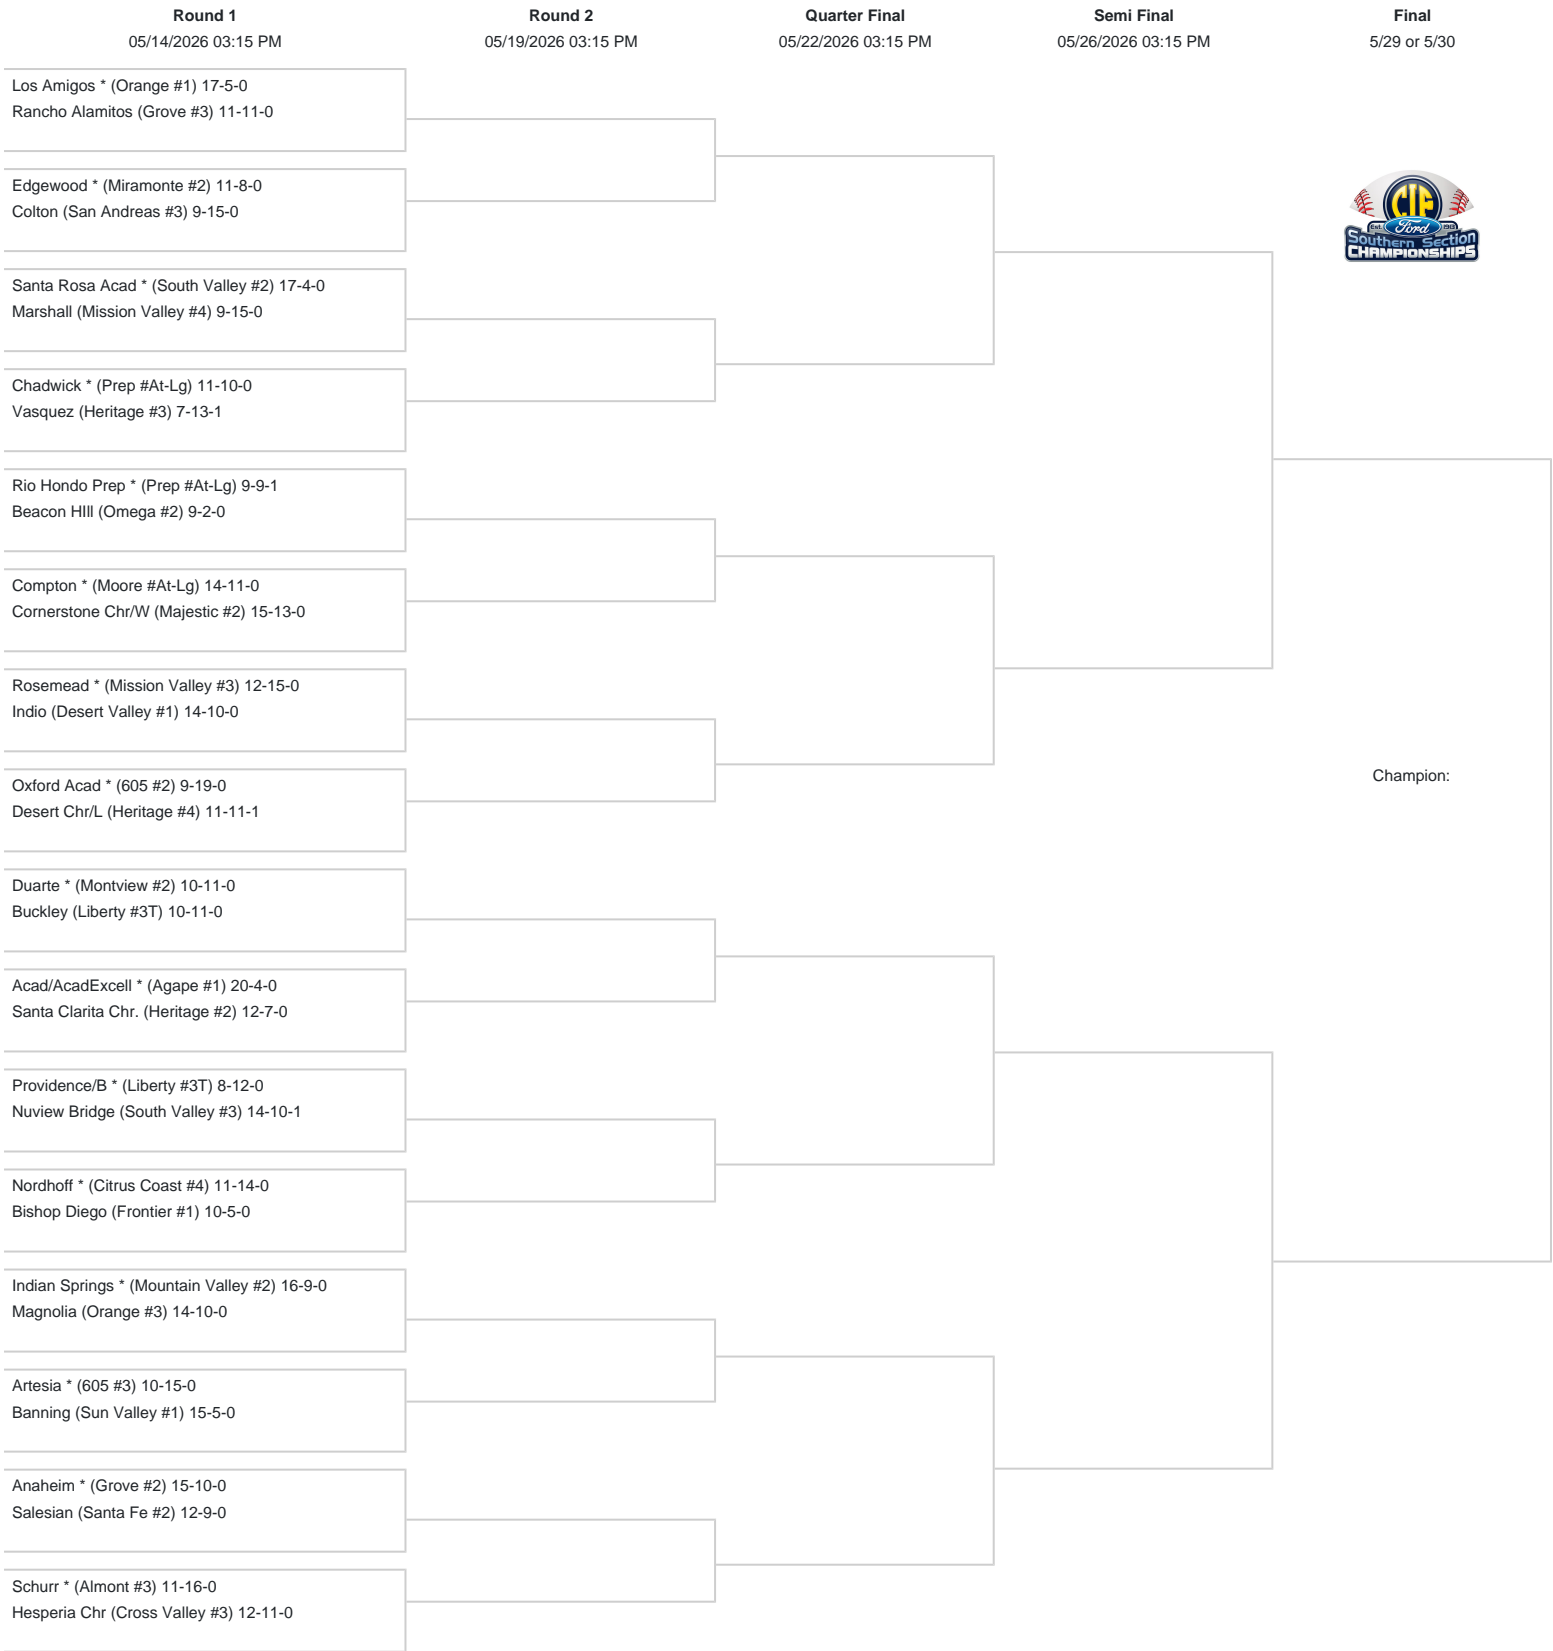 Round 1
05/14/2026 03:15 PM
Round 2
05/19/2026 03:15 PM
Quarter Final
05/22/2026 03:15 PM
Semi Final
05/26/2026 03:15 PM
Final
5/29 or 5/30
Los Amigos * (Orange #1) 17-5-0
Rancho Alamitos (Grove #3) 11-11-0
Edgewood * (Miramonte #2) 11-8-0
Colton (San Andreas #3) 9-15-0
CIF
Est. 1913
Ford
Southern Section
CHAMPIONSHIPS
Santa Rosa Acad * (South Valley #2) 17-4-0
Marshall (Mission Valley #4) 9-15-0
Chadwick * (Prep #At-Lg) 11-10-0
Vasquez (Heritage #3) 7-13-1
Rio Hondo Prep * (Prep #At-Lg) 9-9-1
Beacon HIll (Omega #2) 9-2-0
Compton * (Moore #At-Lg) 14-11-0
Cornerstone Chr/W (Majestic #2) 15-13-0
Rosemead * (Mission Valley #3) 12-15-0
Indio (Desert Valley #1) 14-10-0
Oxford Acad * (605 #2) 9-19-0
Desert Chr/L (Heritage #4) 11-11-1
Champion:
Duarte * (Montview #2) 10-11-0
Buckley (Liberty #3T) 10-11-0
Acad/AcadExcell * (Agape #1) 20-4-0
Santa Clarita Chr. (Heritage #2) 12-7-0
Providence/B * (Liberty #3T) 8-12-0
Nuview Bridge (South Valley #3) 14-10-1
Nordhoff * (Citrus Coast #4) 11-14-0
Bishop Diego (Frontier #1) 10-5-0
Indian Springs * (Mountain Valley #2) 16-9-0
Magnolia (Orange #3) 14-10-0
Artesia * (605 #3) 10-15-0
Banning (Sun Valley #1) 15-5-0
Anaheim * (Grove #2) 15-10-0
Salesian (Santa Fe #2) 12-9-0
Schurr * (Almont #3) 11-16-0
Hesperia Chr (Cross Valley #3) 12-11-0